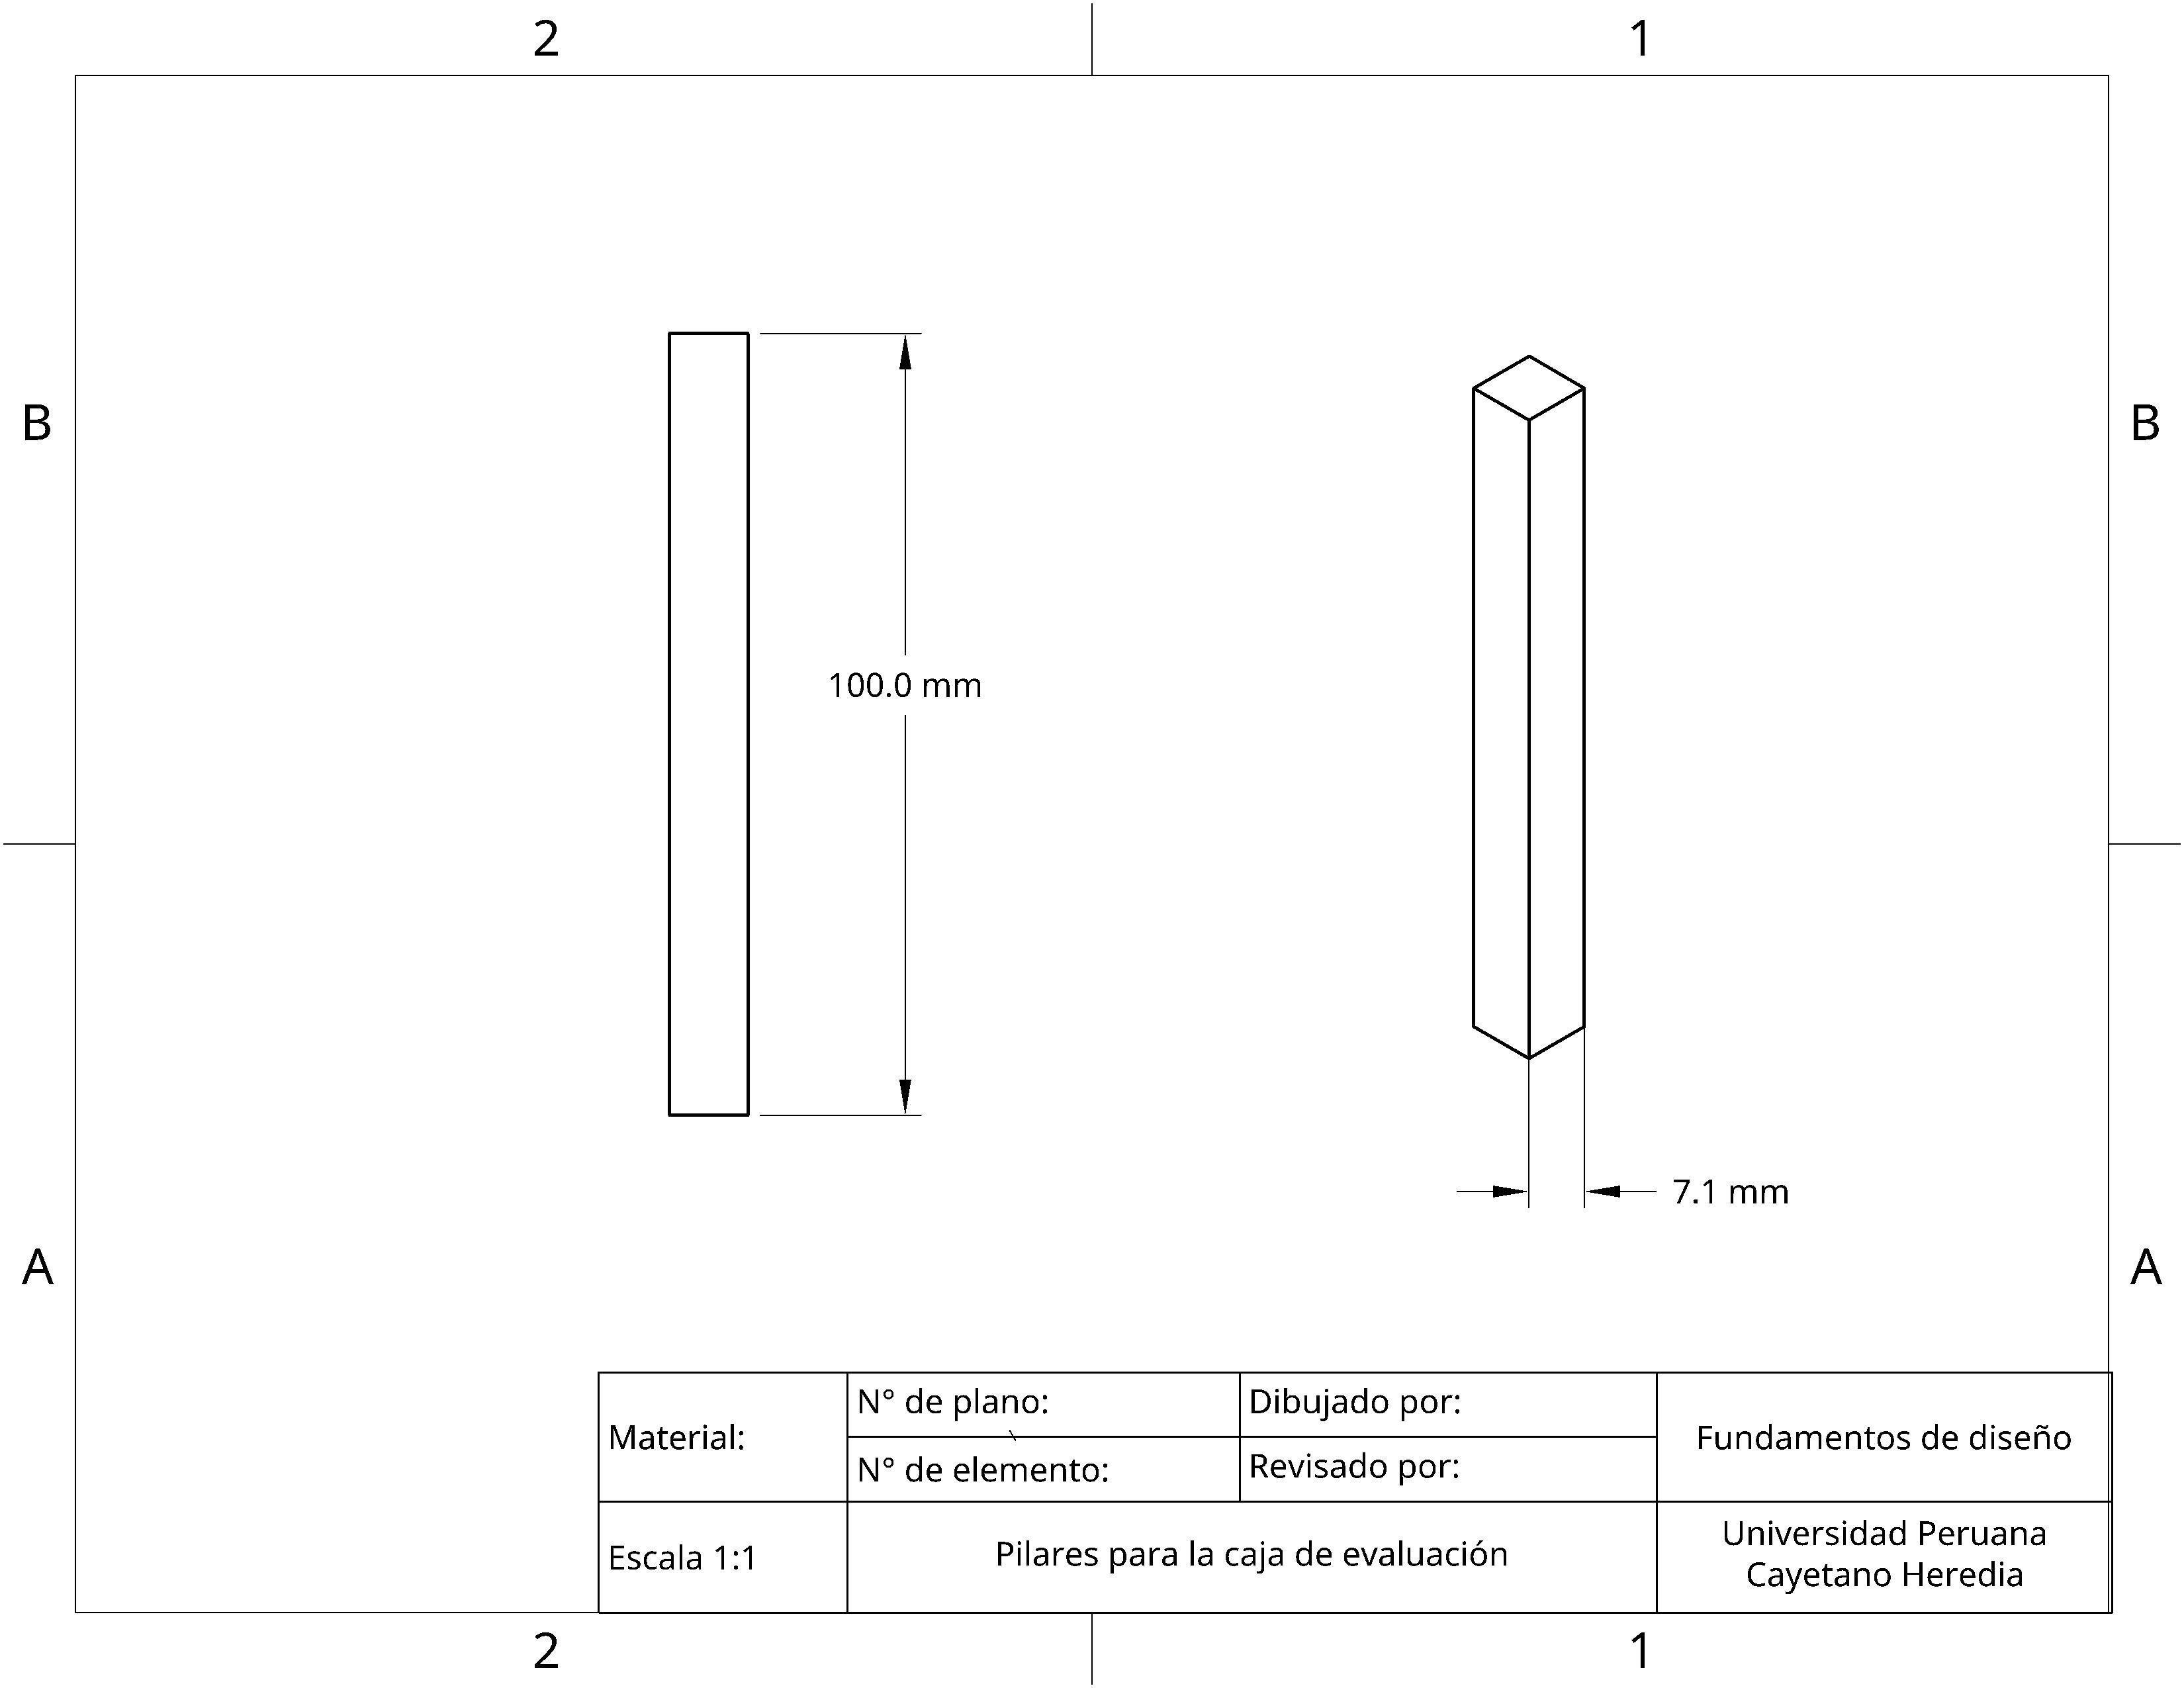 2 1
B B
100.0 mm
7.1 mm
A A
Material:
N° de plano:
Dibujado por:
Fundamentos de diseño
N° de elemento:
Revisado por:
Escala 1:1
Pilares para la caja de evaluación
Universidad Peruana
Cayetano Heredia
2 1